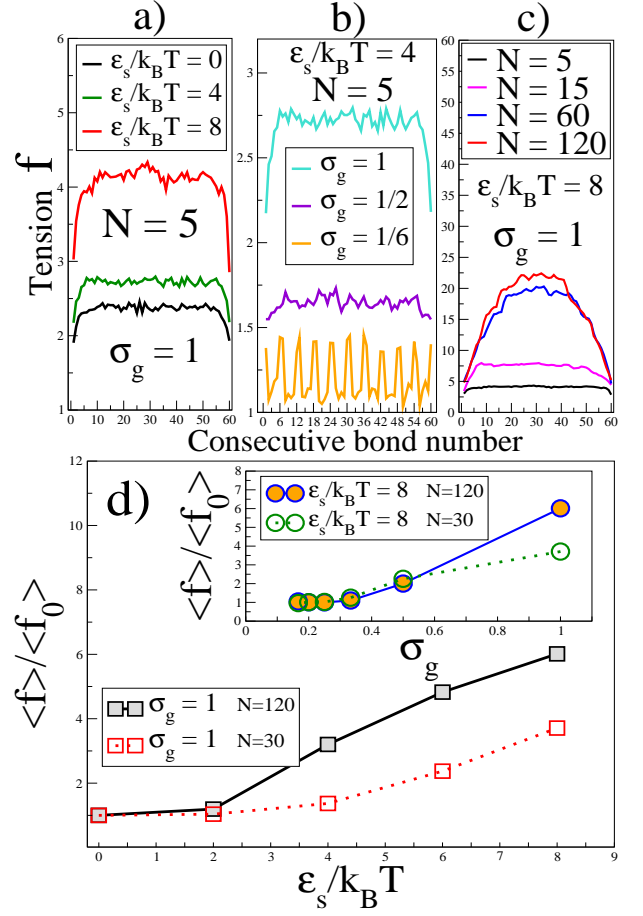 a)
b)
c)
Tension f
6
5
4
3
2
1
ε_s/k_BT = 0
ε_s/k_BT = 4
ε_s/k_BT = 8
N = 5
σ_g = 1
0 10 20 30 40 50 60
3
2.5
2
1.5
1
ε_s/k_BT = 4
N = 5
σ_g = 1
σ_g = 1/2
σ_g = 1/6
0 6 12 18 24 30 36 42 48 54 60
60
55
50
45
40
35
30
25
20
15
10
5
0
N = 5
N = 15
N = 60
N = 120
ε_s/k_BT = 8
σ_g = 1
0 10 20 30 40 50 60
Consecutive bond number
d)
<f>/<f_0>
12
10
8
6
4
2
<f>/<f_0>
8
7
6
5
4
3
2
1
ε_s/k_BT = 8 N=120
ε_s/k_BT = 8 N=30
0 0.2 0.4 0.6 0.8 1
σ_g
σ_g = 1 N=120
σ_g = 1 N=30
0 1 2 3 4 5 6 7 8 9
ε_s/k_BT